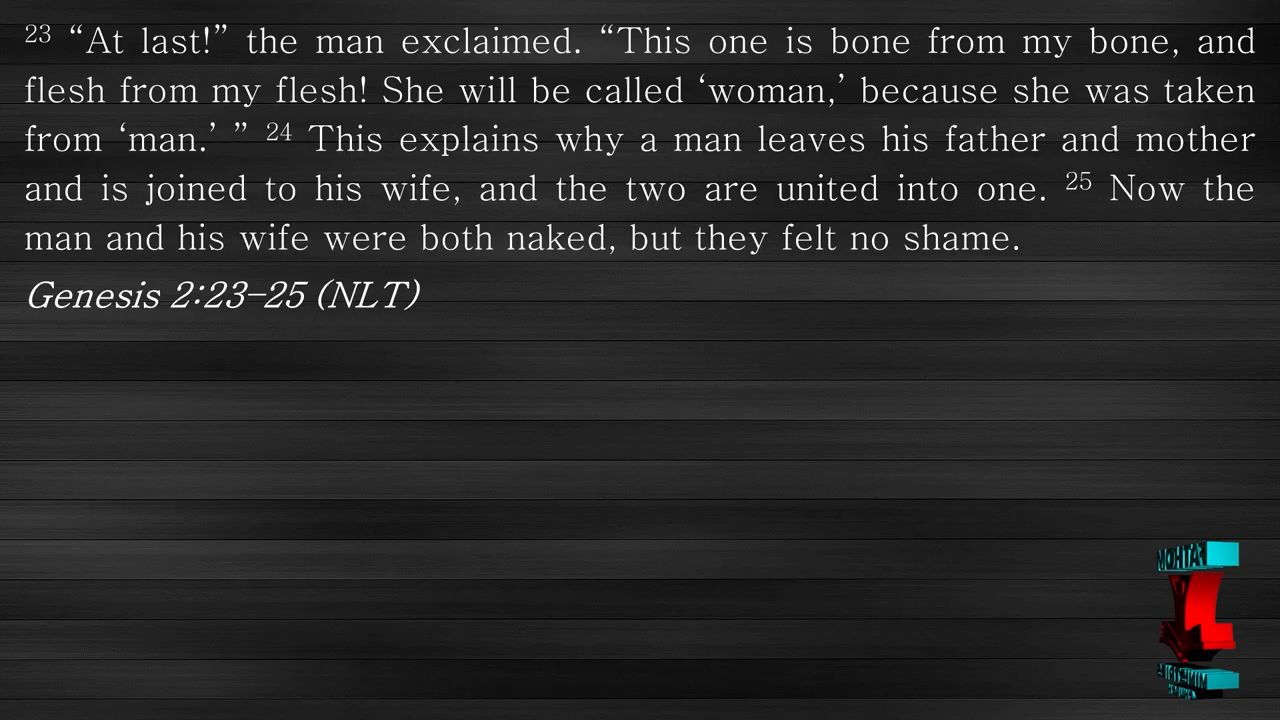 23 “At last!” the man exclaimed. “This one is bone from my bone, and
flesh from my flesh! She will be called ‘woman,’ because she was taken
from ‘man.’ ” 24 This explains why a man leaves his father and mother
and is joined to his wife, and the two are united into one. 25 Now the
man and his wife were both naked, but they felt no shame.
Genesis 2:23–25 (NLT)